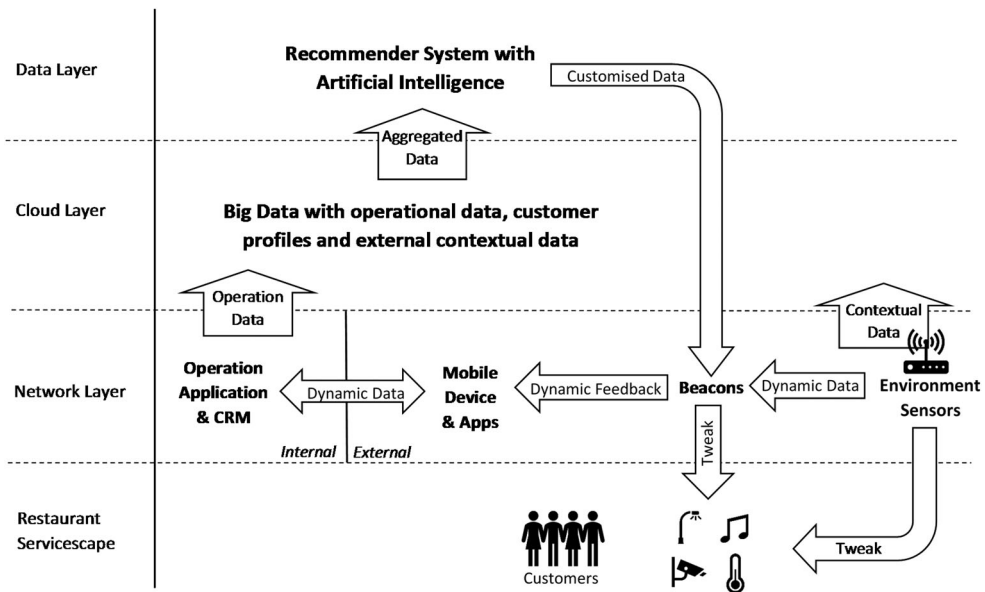 Data Layer
Recommender System with
Artificial Intelligence
Customised Data
Aggregated
Data
Cloud Layer
Big Data with operational data, customer
profiles and external contextual data
Operation
Data
Contextual
Data
Network Layer
Operation
Application
& CRM
Dynamic Data
Mobile
Device
& Apps
Dynamic Feedback
Beacons
Dynamic Data
Environment
Sensors
Internal
External
Tweak
Restaurant
Servicescape
Customers
Tweak